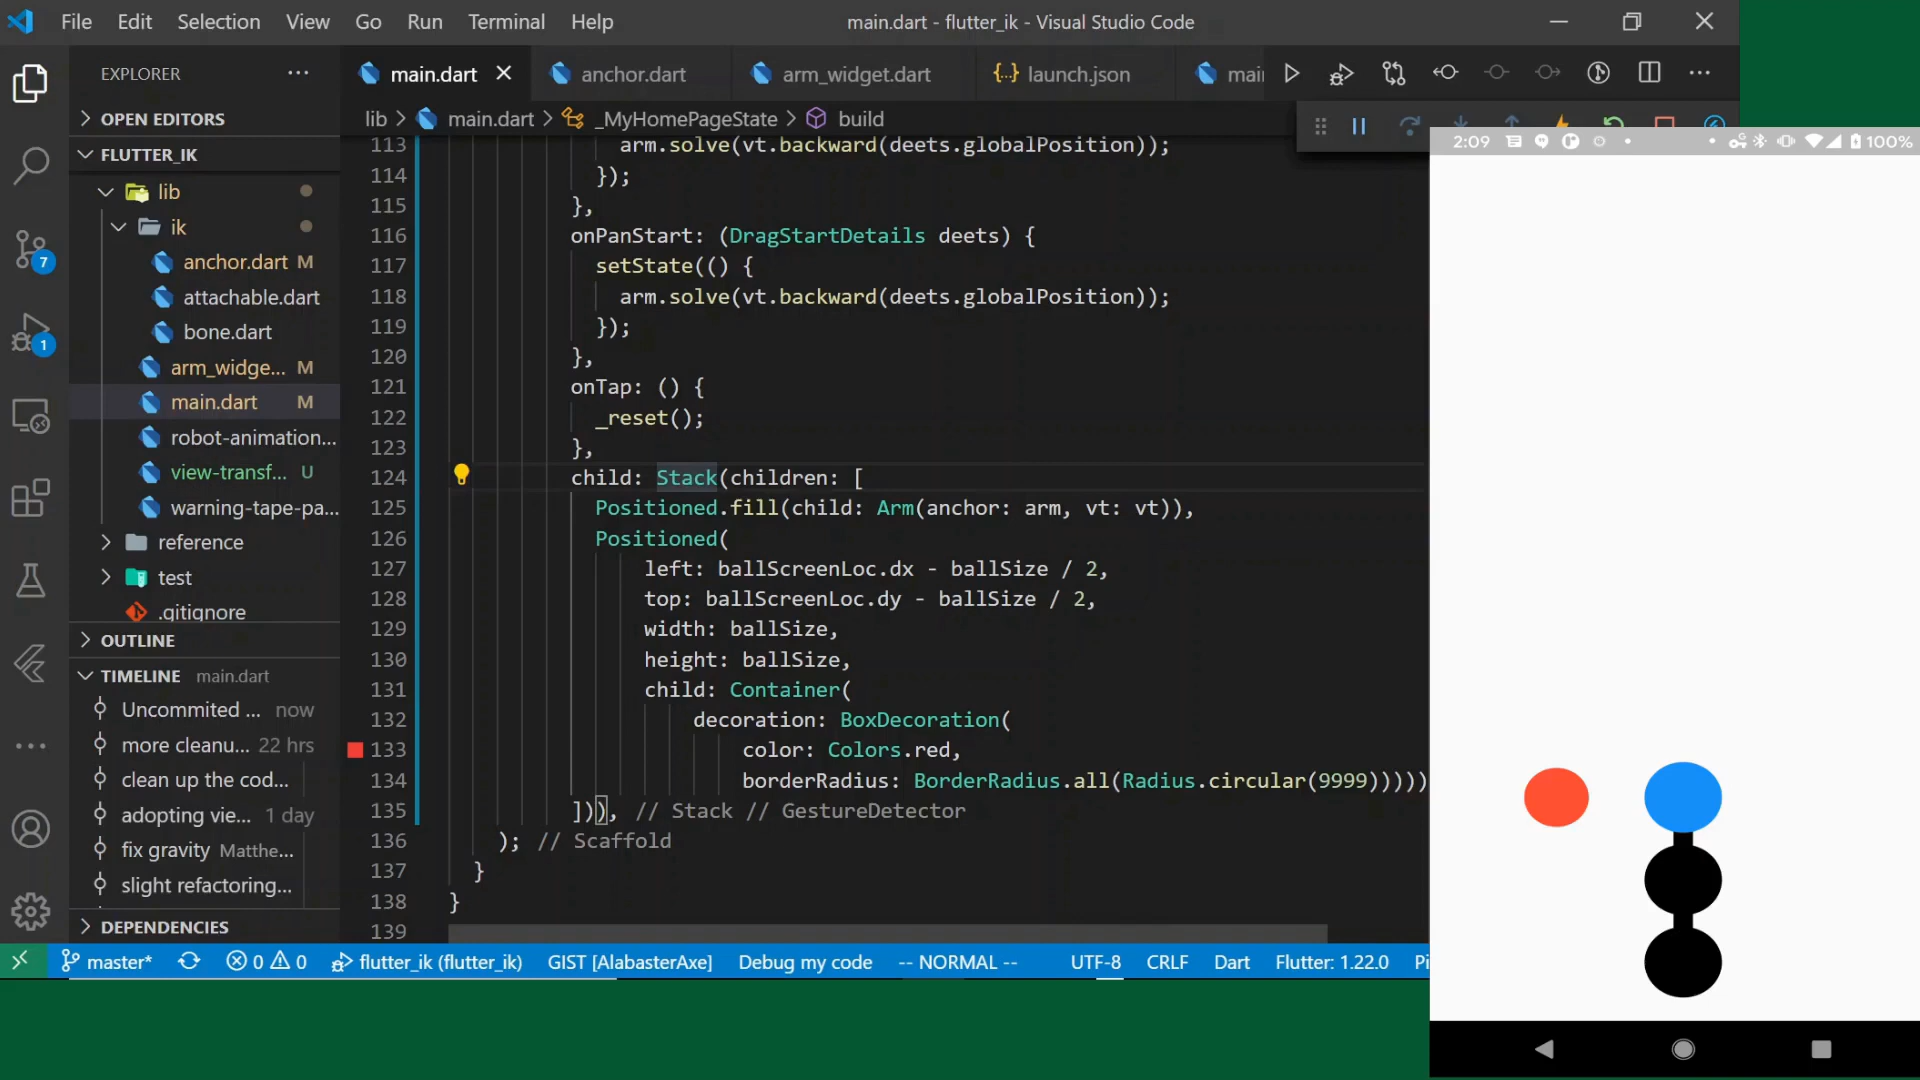 File Edit Selection View Go Run Terminal Help
main.dart - flutter_ik - Visual Studio Code
EXPLORER
main.dart
anchor.dart
arm_widget.dart
launch.json
mai
OPEN EDITORS
lib > main.dart > _MyHomePageState > build
FLUTTER_IK
lib
ik
anchor.dart M
attachable.dart
bone.dart
arm_widge... M
main.dart M
robot-animation...
view-transf... U
warning-tape-pa...
reference
test
.gitignore
OUTLINE
TIMELINE main.dart
Uncommited ... now
more cleanu... 22 hrs
clean up the cod...
adopting vie... 1 day
fix gravity Matthe...
slight refactoring...
DEPENDENCIES
7
1
113 arm.solve(vt.backward(deets.globalPosition));
114 });
115 },
116 onPanStart: (DragStartDetails deets) {
117 setState(() {
118 arm.solve(vt.backward(deets.globalPosition));
119 });
120 },
121 onTap: () {
122 _reset();
123 },
124 child: Stack(children: [
125 Positioned.fill(child: Arm(anchor: arm, vt: vt)),
126 Positioned(
127 left: ballScreenLoc.dx - ballSize / 2,
128 top: ballScreenLoc.dy - ballSize / 2,
129 width: ballSize,
130 height: ballSize,
131 child: Container(
132 decoration: BoxDecoration(
133 color: Colors.red,
134 borderRadius: BorderRadius.all(Radius.circular(9999)))))
135 ])), // Stack // GestureDetector
136 ); // Scaffold
137 }
138 }
139
2:09
100%
master* 0 0 flutter_ik (flutter_ik) GIST [AlabasterAxe] Debug my code -- NORMAL -- UTF-8 CRLF Dart Flutter: 1.22.0 Pi